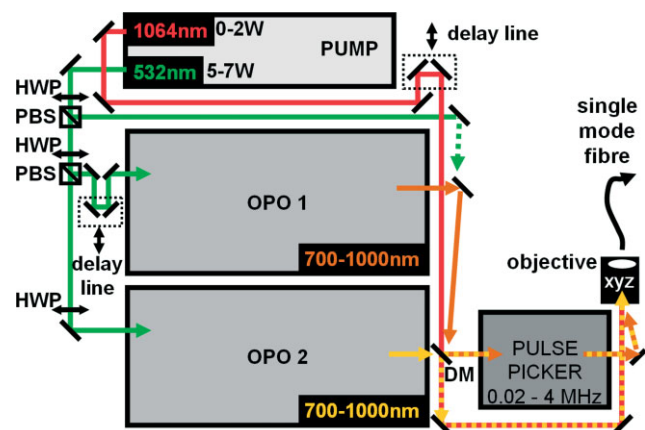 1064nm 0-2W
PUMP
532nm 5-7W
delay line
HWP
PBS
HWP
PBS
single
mode
fibre
OPO 1
700-1000nm
delay
line
objective
xyz
HWP
OPO 2
700-1000nm
DM
PULSE
PICKER
0.02 - 4 MHz